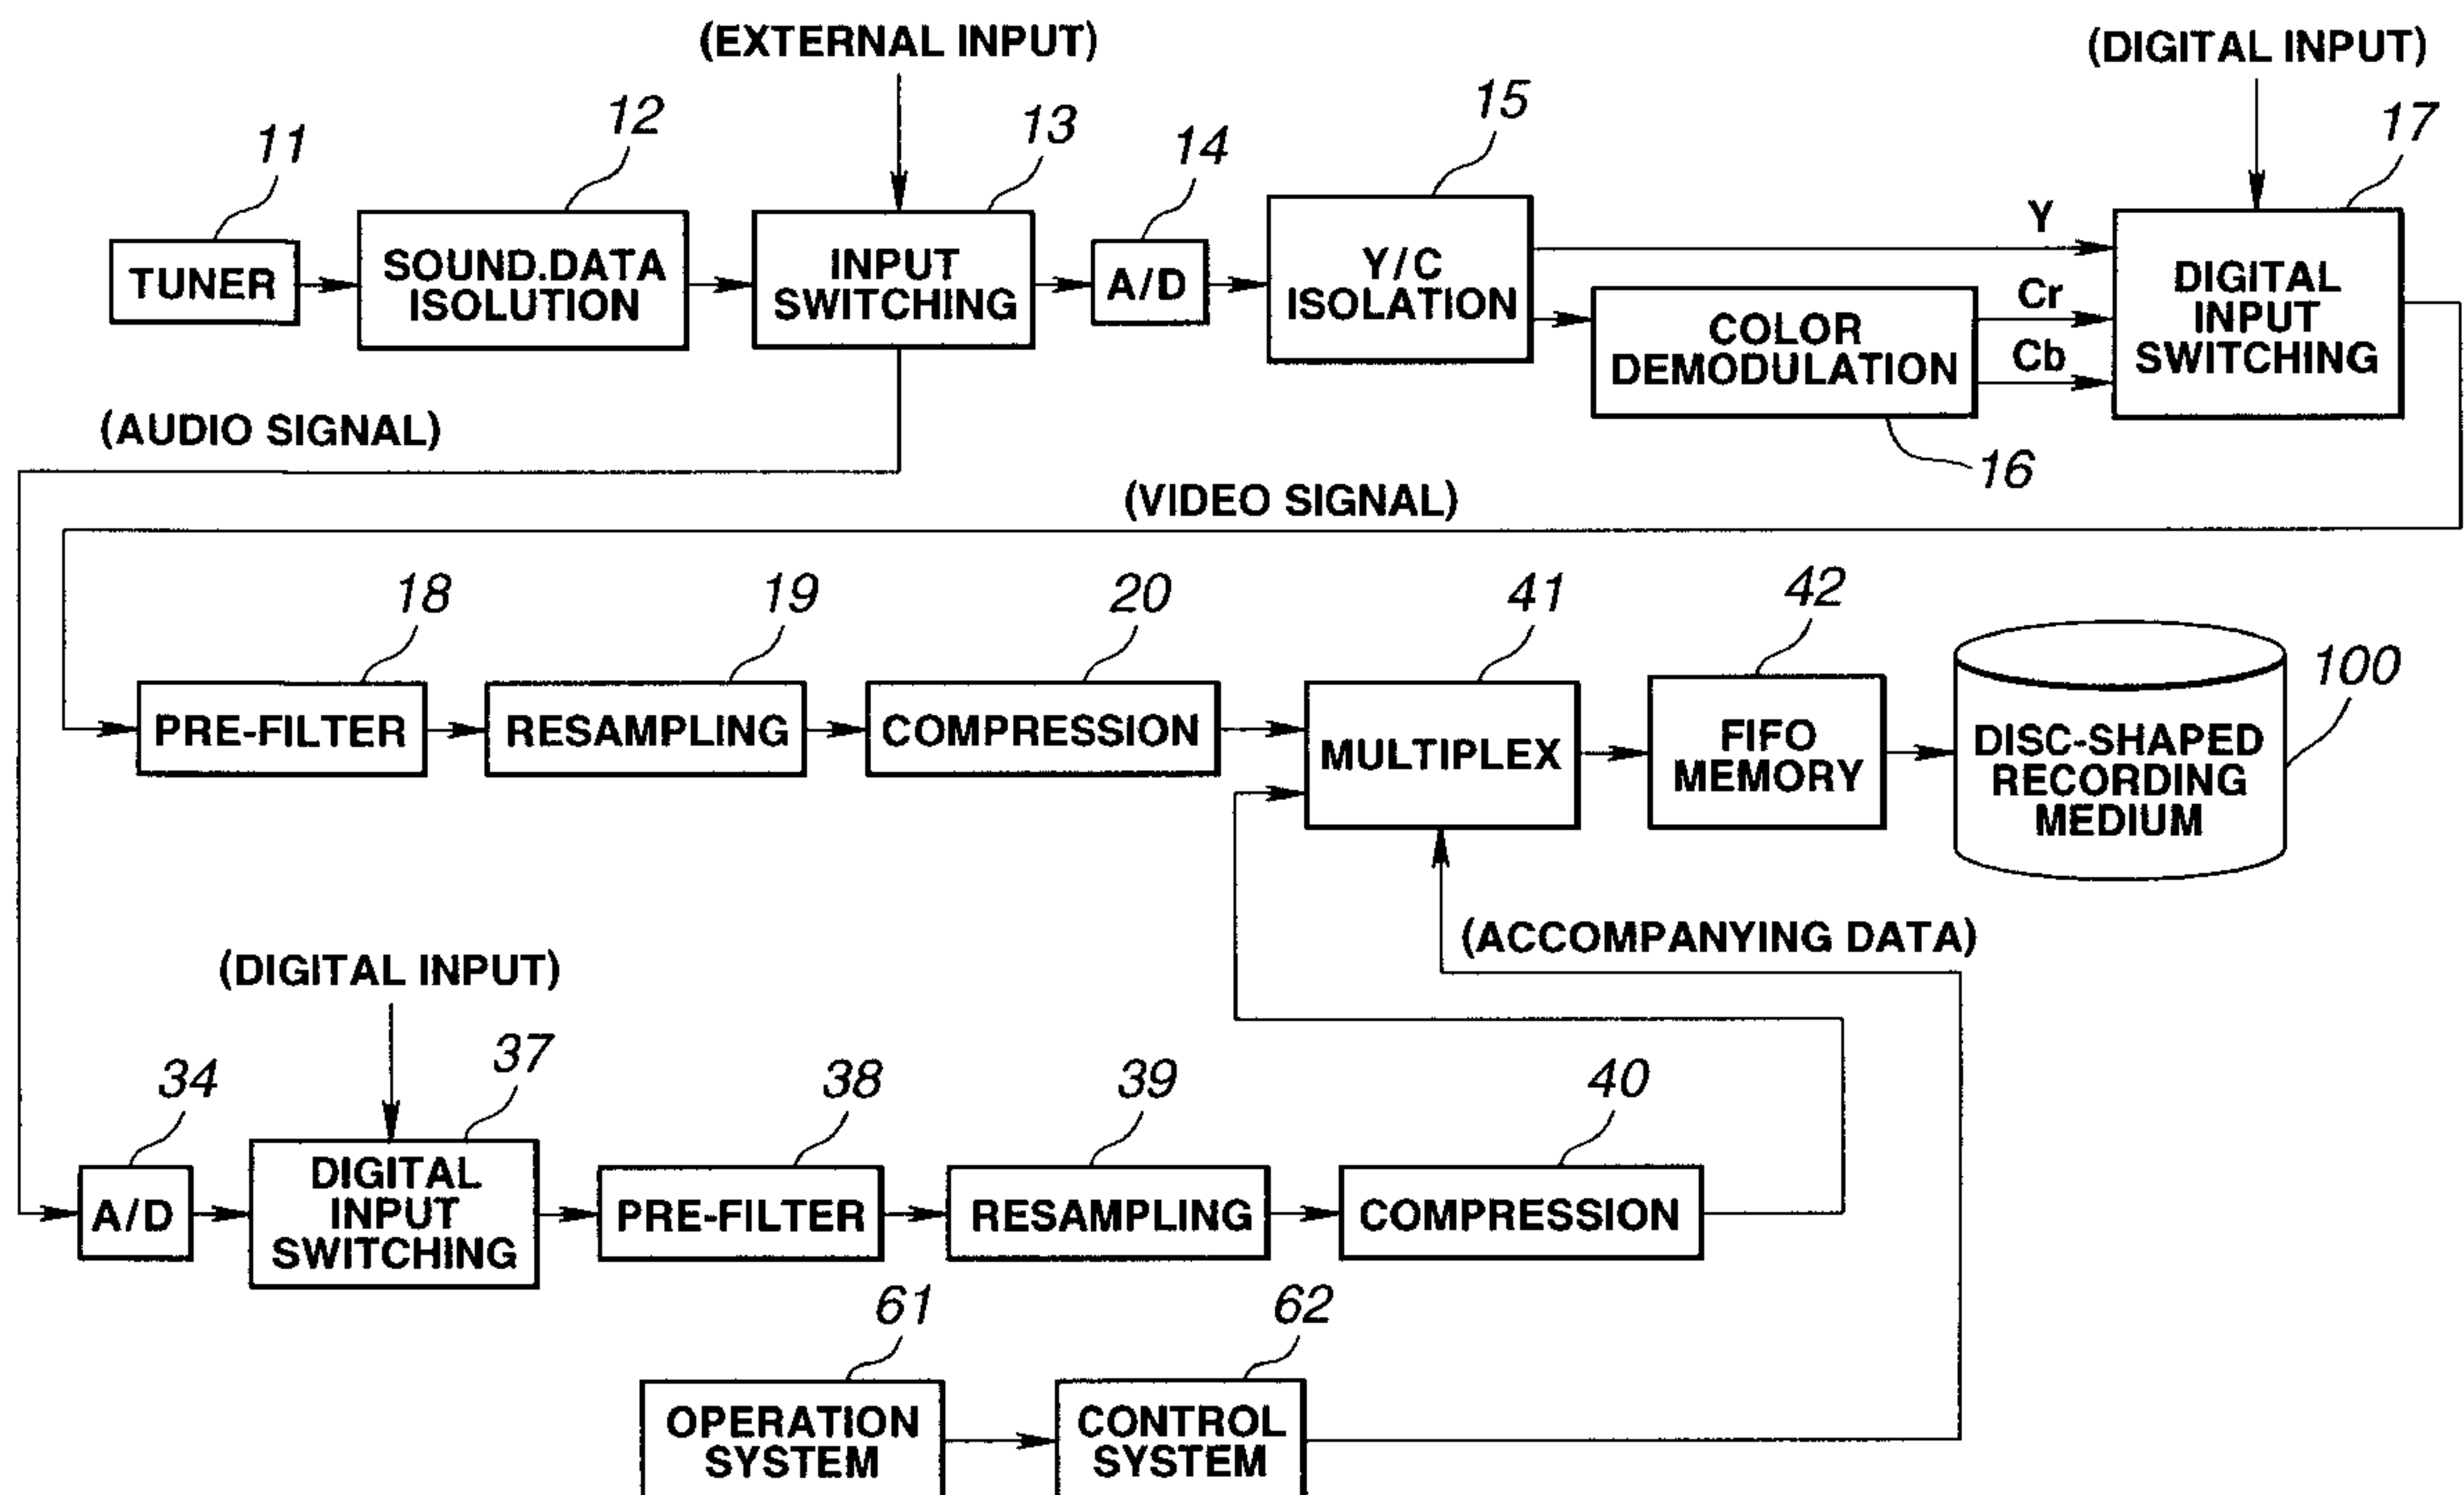 (EXTERNAL INPUT)
(DIGITAL INPUT)
11
12
13
14
15
17
TUNER
SOUND.DATA
ISOLUTION
INPUT
SWITCHING
A/D
Y/C
ISOLATION
Y
Cr
Cb
COLOR
DEMODULATION
16
DIGITAL
INPUT
SWITCHING
(AUDIO SIGNAL)
(VIDEO SIGNAL)
18
19
20
41
42
100
PRE-FILTER
RESAMPLING
COMPRESSION
MULTIPLEX
FIFO
MEMORY
DISC-SHAPED
RECORDING
MEDIUM
(ACCOMPANYING DATA)
(DIGITAL INPUT)
34
37
38
39
40
A/D
DIGITAL
INPUT
SWITCHING
PRE-FILTER
RESAMPLING
COMPRESSION
61
62
OPERATION
SYSTEM
CONTROL
SYSTEM